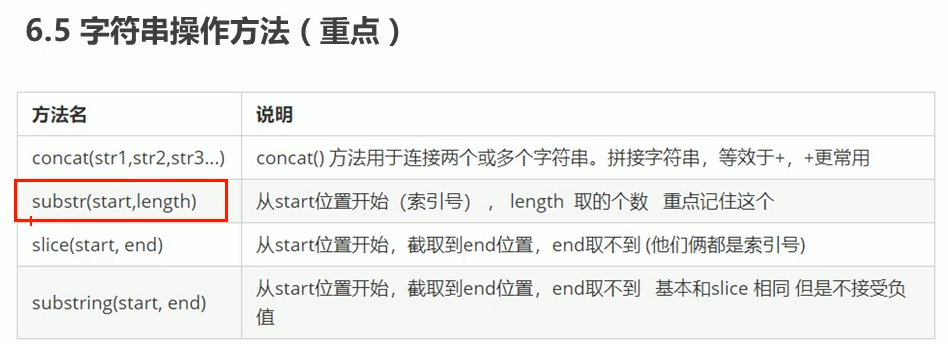 6.5 字符串操作方法（重点）
方法名 说明
concat(str1,str2,str3...) concat() 方法用于连接两个或多个字符串。拼接字符串，等效于+，+更常用
substr(start,length) 从start位置开始（索引号） ， length 取的个数 重点记住这个
slice(start, end) 从start位置开始，截取到end位置，end取不到 (他们俩都是索引号)
substring(start, end) 从start位置开始，截取到end位置，end取不到 基本和slice 相同 但是不接受负
值